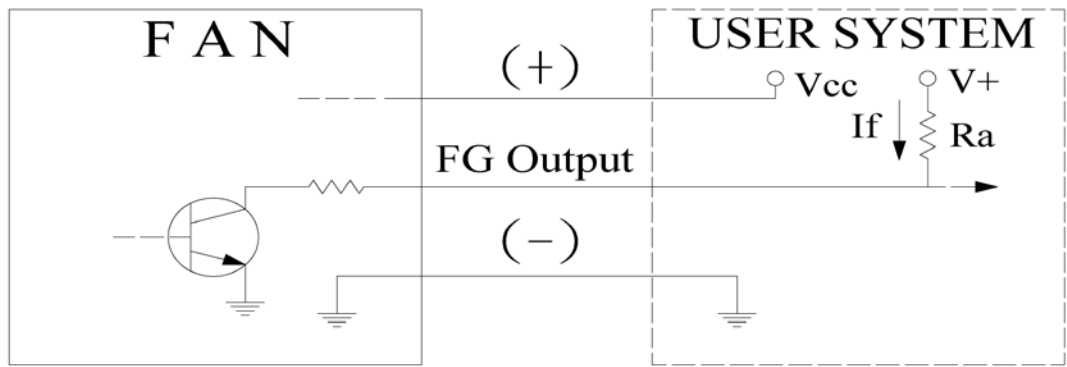 F A N
USER SYSTEM
(+)
Vcc
V+
If
Ra
FG Output
(−)